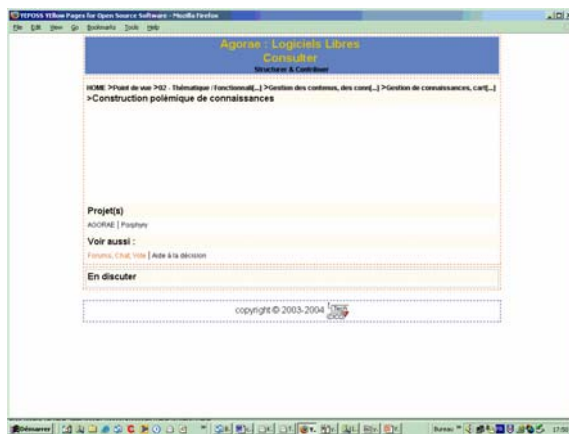 YEPOSS YEllow Pages for Open Source Software - Mozilla Firefox
File Edit View Go Bookmarks Tools Help
Agorae : Logiciels Libres
Consulter
Structurer & Contribuer
HOME >Point de vue >02 - Thématique / Fonctionnali[...] >Gestion des contenus, des conn[...] >Gestion de connaissances, cart[...]
>Construction polémique de connaissances
Projet(s)
AGORAE | Porphyry
Voir aussi :
Forums, Chat, Vote | Aide à la décision
En discuter
copyright © 2003-2004
Démarrer
Bureau